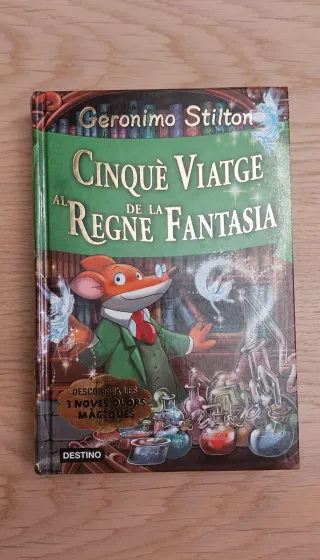 Geronimo Stilton
CINQUÈ VIATGE
AL REGNE DE LA FANTASIA
DESCOBREIX LES
3 NOVES OLORS
MÀGIQUES
DESTINO